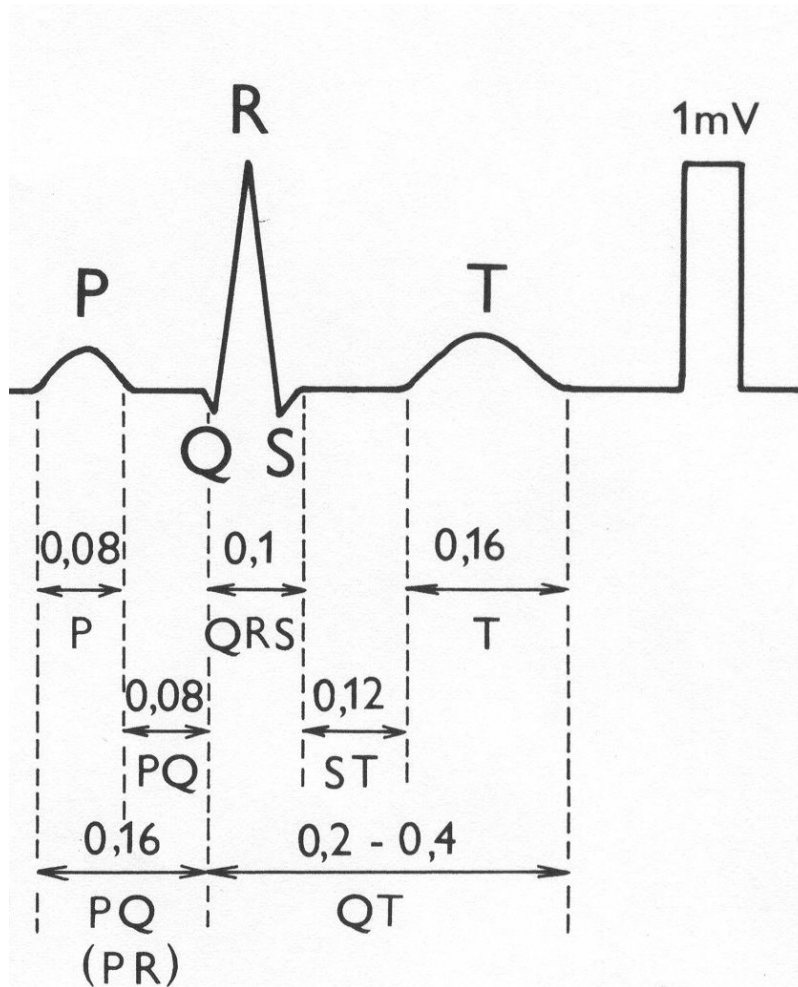 R
1mV
P
T
Q S
0,08 0,1 0,16
P QRS T
0,08 0,12
PQ ST
0,16 0,2 - 0,4
PQ QT
(PR)